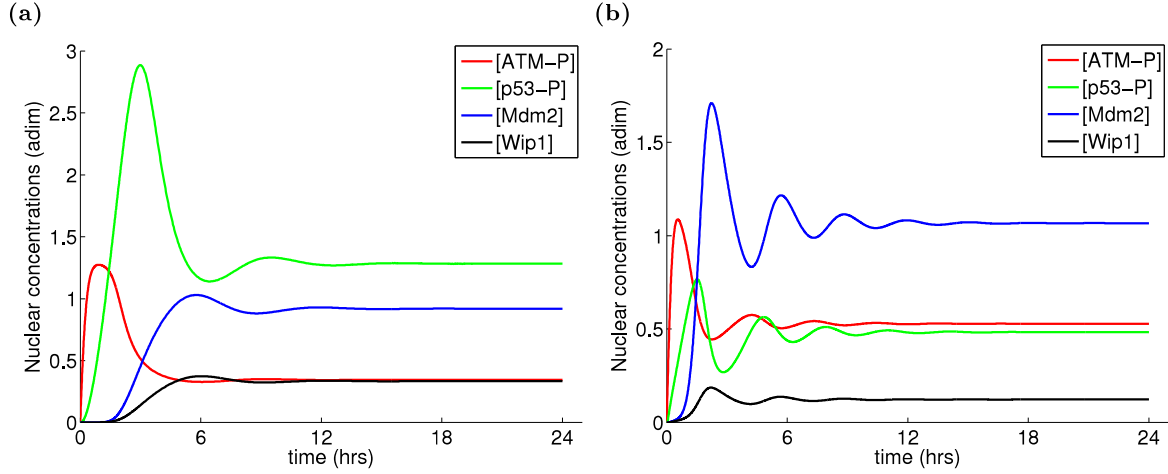 (a)
Nuclear concentrations (adim)
3
2.5
2
1.5
1
0.5
0
0 6 12 18 24
time (hrs)
[ATM-P]
[p53-P]
[Mdm2]
[Wip1]
(b)
Nuclear concentrations (adim)
2
1.5
1
0.5
0
0 6 12 18 24
time (hrs)
[ATM-P]
[p53-P]
[Mdm2]
[Wip1]